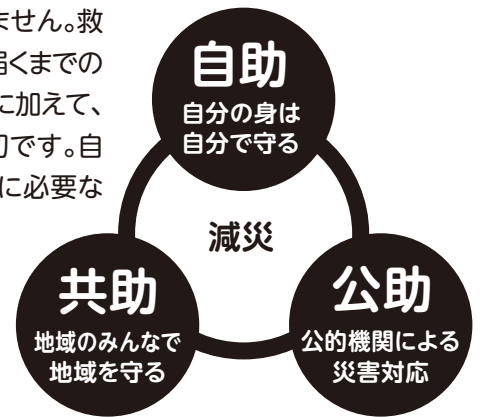 ません。救
届くまでの
に加えて、
切です。自
に必要な
自助
自分の身は
自分で守る
減災
共助
地域のみんなで
地域を守る
公助
公的機関による
災害対応